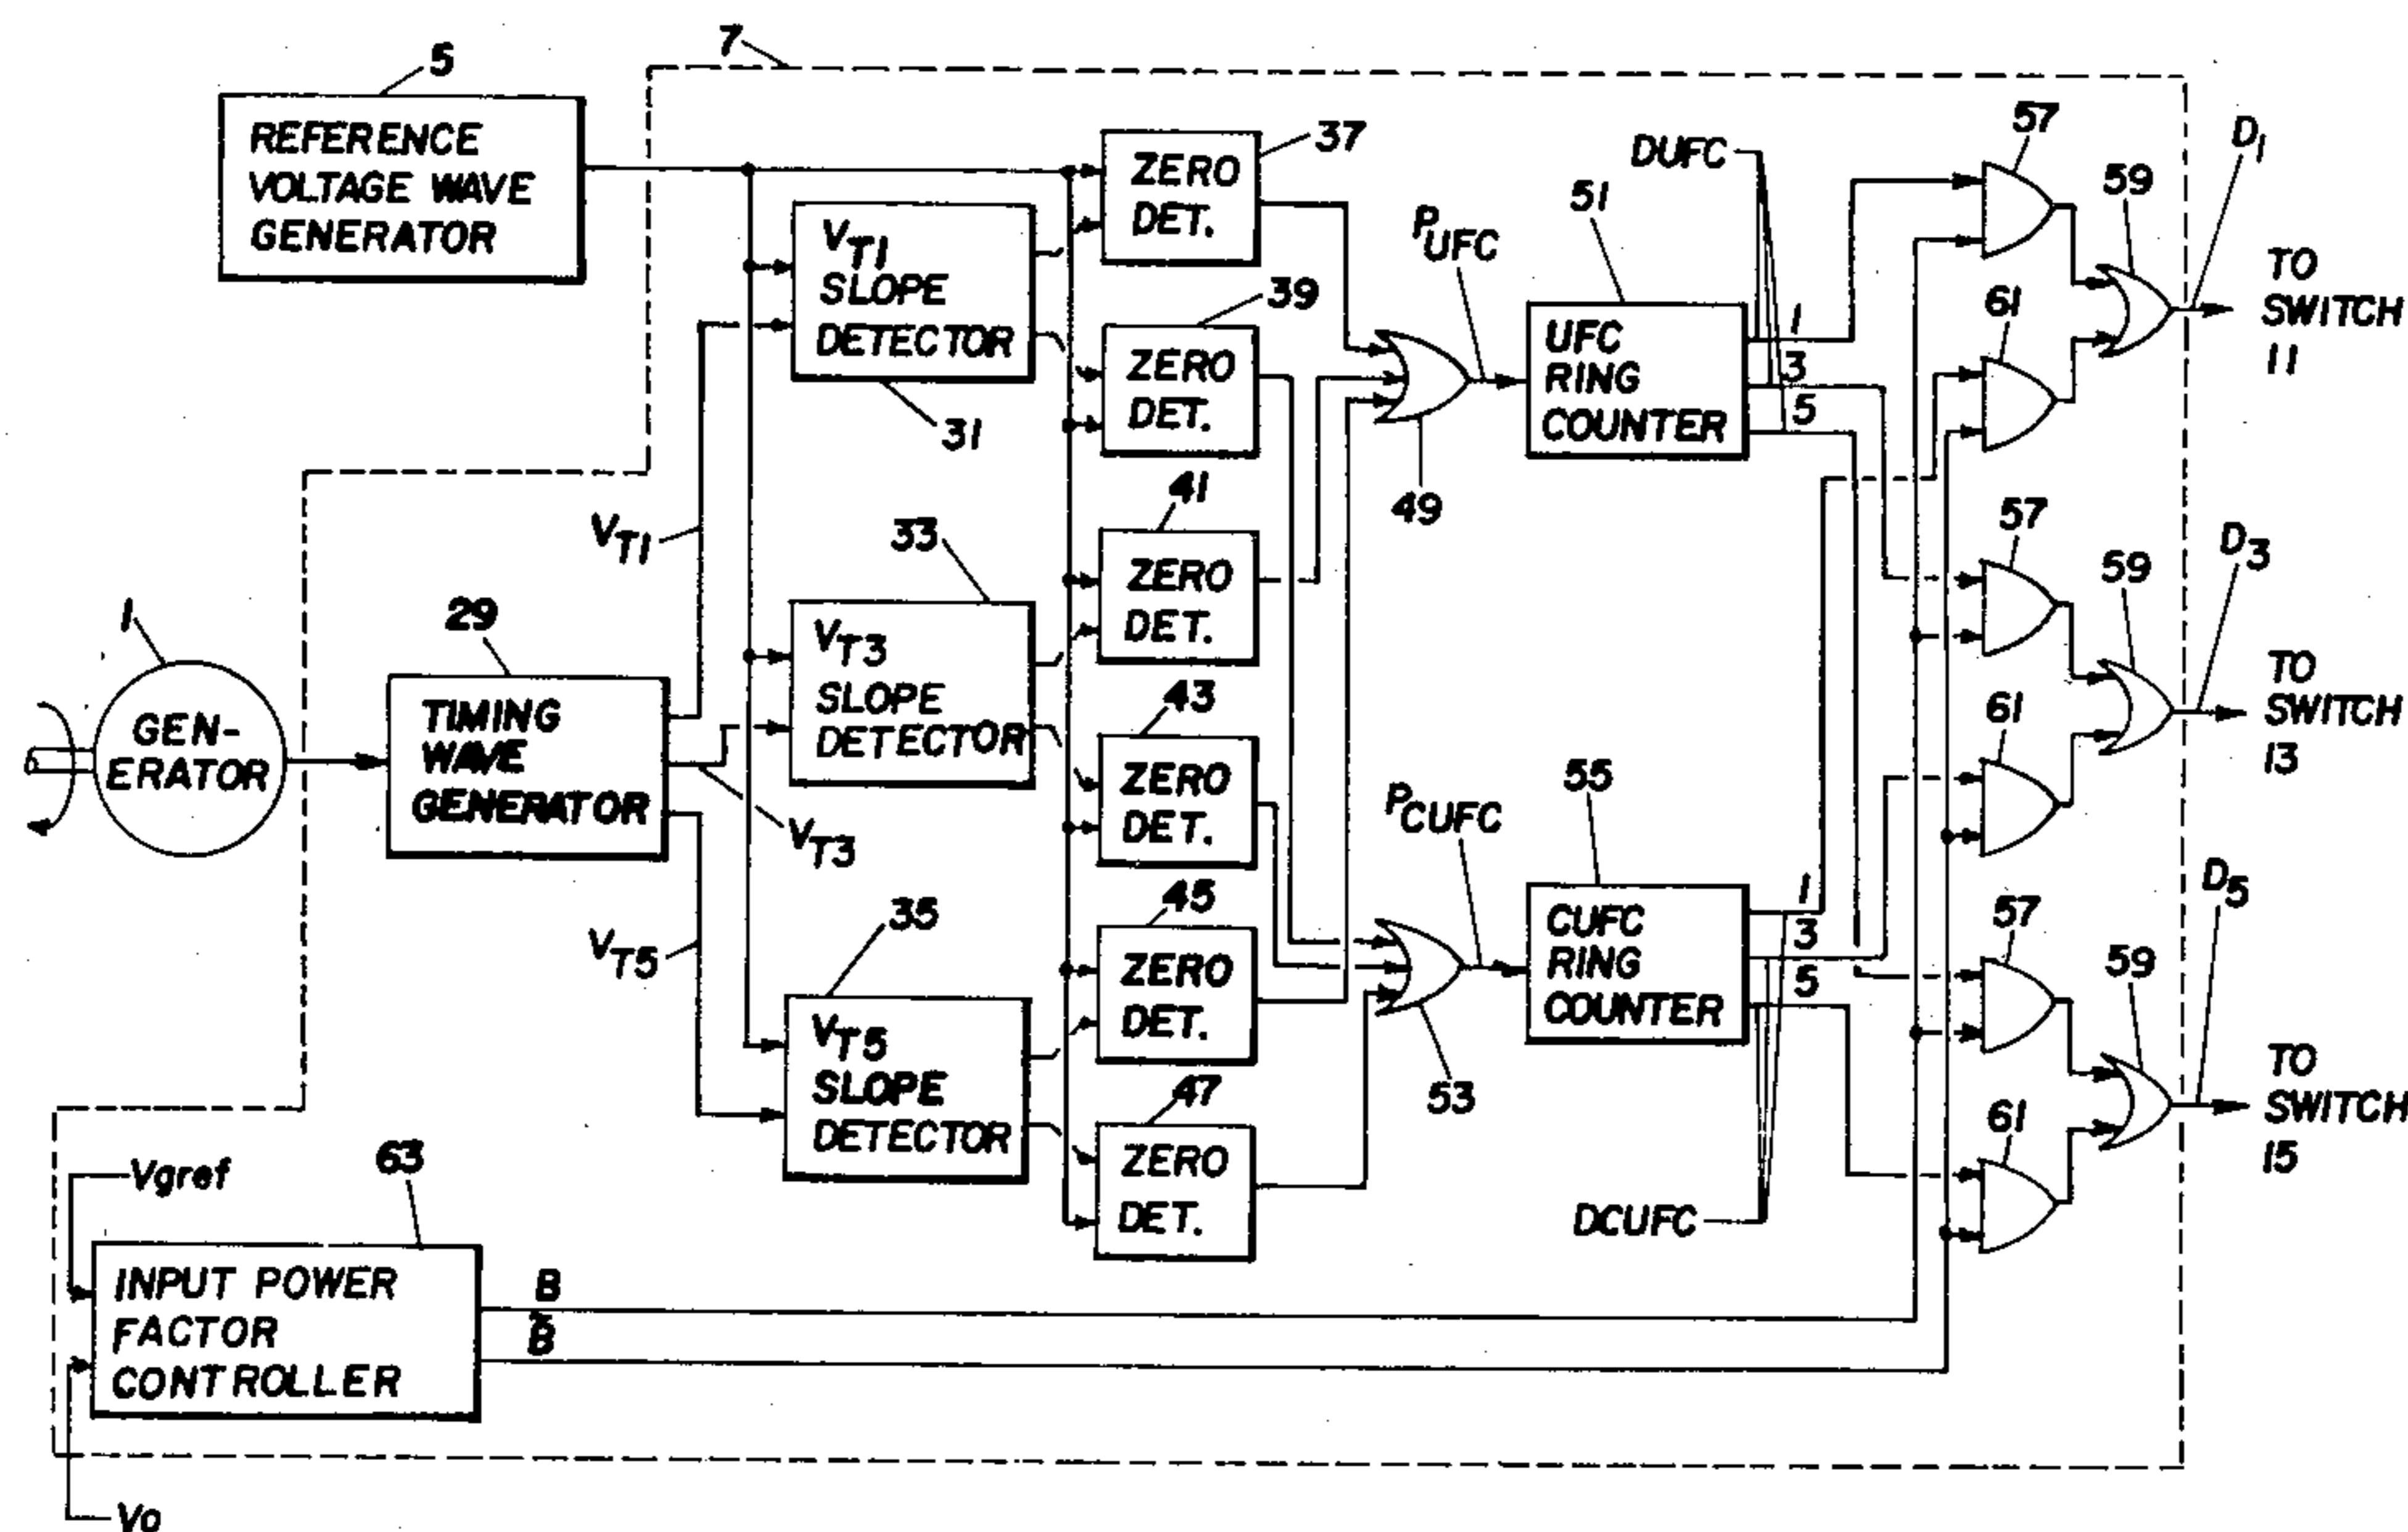 7
5
REFERENCE
VOLTAGE WAVE
GENERATOR
37
ZERO
DET.
DUFC
57
D1
59
TO
SWITCH
11
VT1
SLOPE
DETECTOR
31
39
ZERO
DET.
PUFC
49
51
UFC
RING
COUNTER
1
3
5
61
41
ZERO
DET.
VT1
33
VT3
SLOPE
DETECTOR
57
59
D3
TO
SWITCH
13
1
GEN-
ERATOR
29
TIMING
WAVE
GENERATOR
VT3
43
ZERO
DET.
61
PCUFC
55
CUFC
RING
COUNTER
1
3
5
53
VT5
35
VT5
SLOPE
DETECTOR
45
ZERO
DET.
57
59
D5
TO
SWITCH
15
47
ZERO
DET.
61
DCUFC
Vgref
63
INPUT POWER
FACTOR
CONTROLLER
B
B̄
Vo